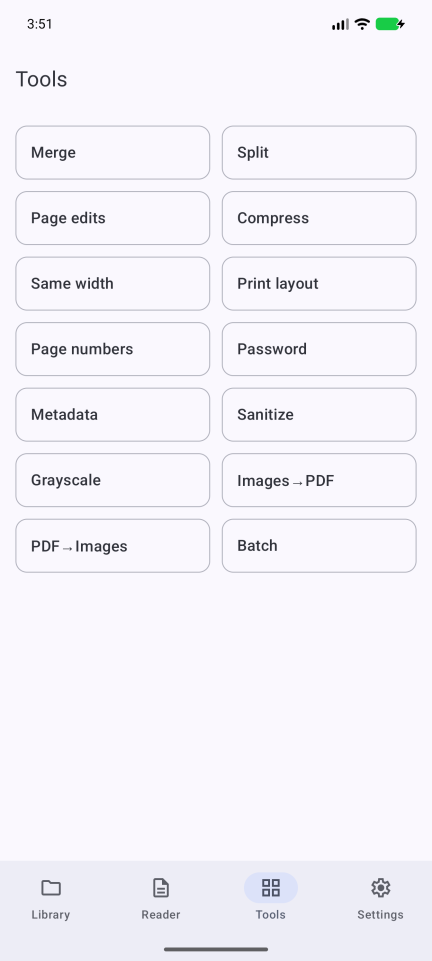 3:51
Tools
Merge
Split
Page edits
Compress
Same width
Print layout
Page numbers
Password
Metadata
Sanitize
Grayscale
Images→PDF
PDF→Images
Batch
Library
Reader
Tools
Settings